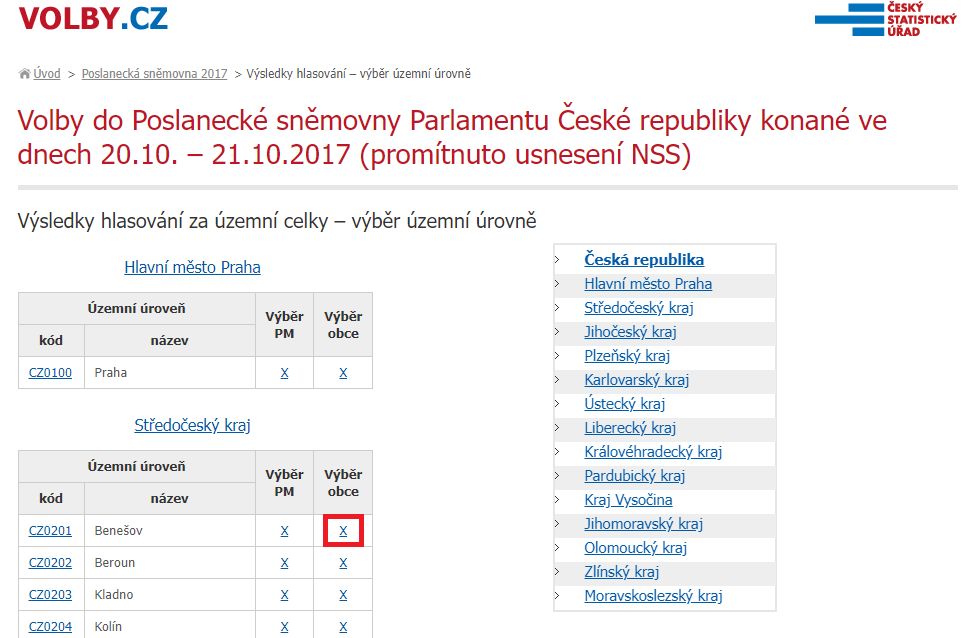 VOLBY.CZ
ČESKÝ
STATISTICKÝ
ÚŘAD
Úvod > Poslanecká sněmovna 2017 > Výsledky hlasování – výběr územní úrovně
Volby do Poslanecké sněmovny Parlamentu České republiky konané ve
dnech 20.10. – 21.10.2017 (promítnuto usnesení NSS)
Výsledky hlasování za územní celky – výběr územní úrovně
Hlavní město Praha
Územní úroveň Výběr PM Výběr obce
kód název
CZ0100 Praha X X
Středočeský kraj
Územní úroveň Výběr PM Výběr obce
kód název
CZ0201 Benešov X X
CZ0202 Beroun X X
CZ0203 Kladno X X
CZ0204 Kolín X X
Česká republika
Hlavní město Praha
Středočeský kraj
Jihočeský kraj
Plzeňský kraj
Karlovarský kraj
Ústecký kraj
Liberecký kraj
Královéhradecký kraj
Pardubický kraj
Kraj Vysočina
Jihomoravský kraj
Olomoucký kraj
Zlínský kraj
Moravskoslezský kraj